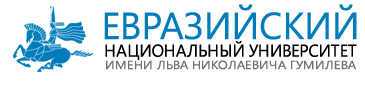 ЕВРАЗИЙСКИЙ
НАЦИОНАЛЬНЫЙ УНИВЕРСИТЕТ
ИМЕНИ ЛЬВА НИКОЛАЕВИЧА ГУМИЛЕВА